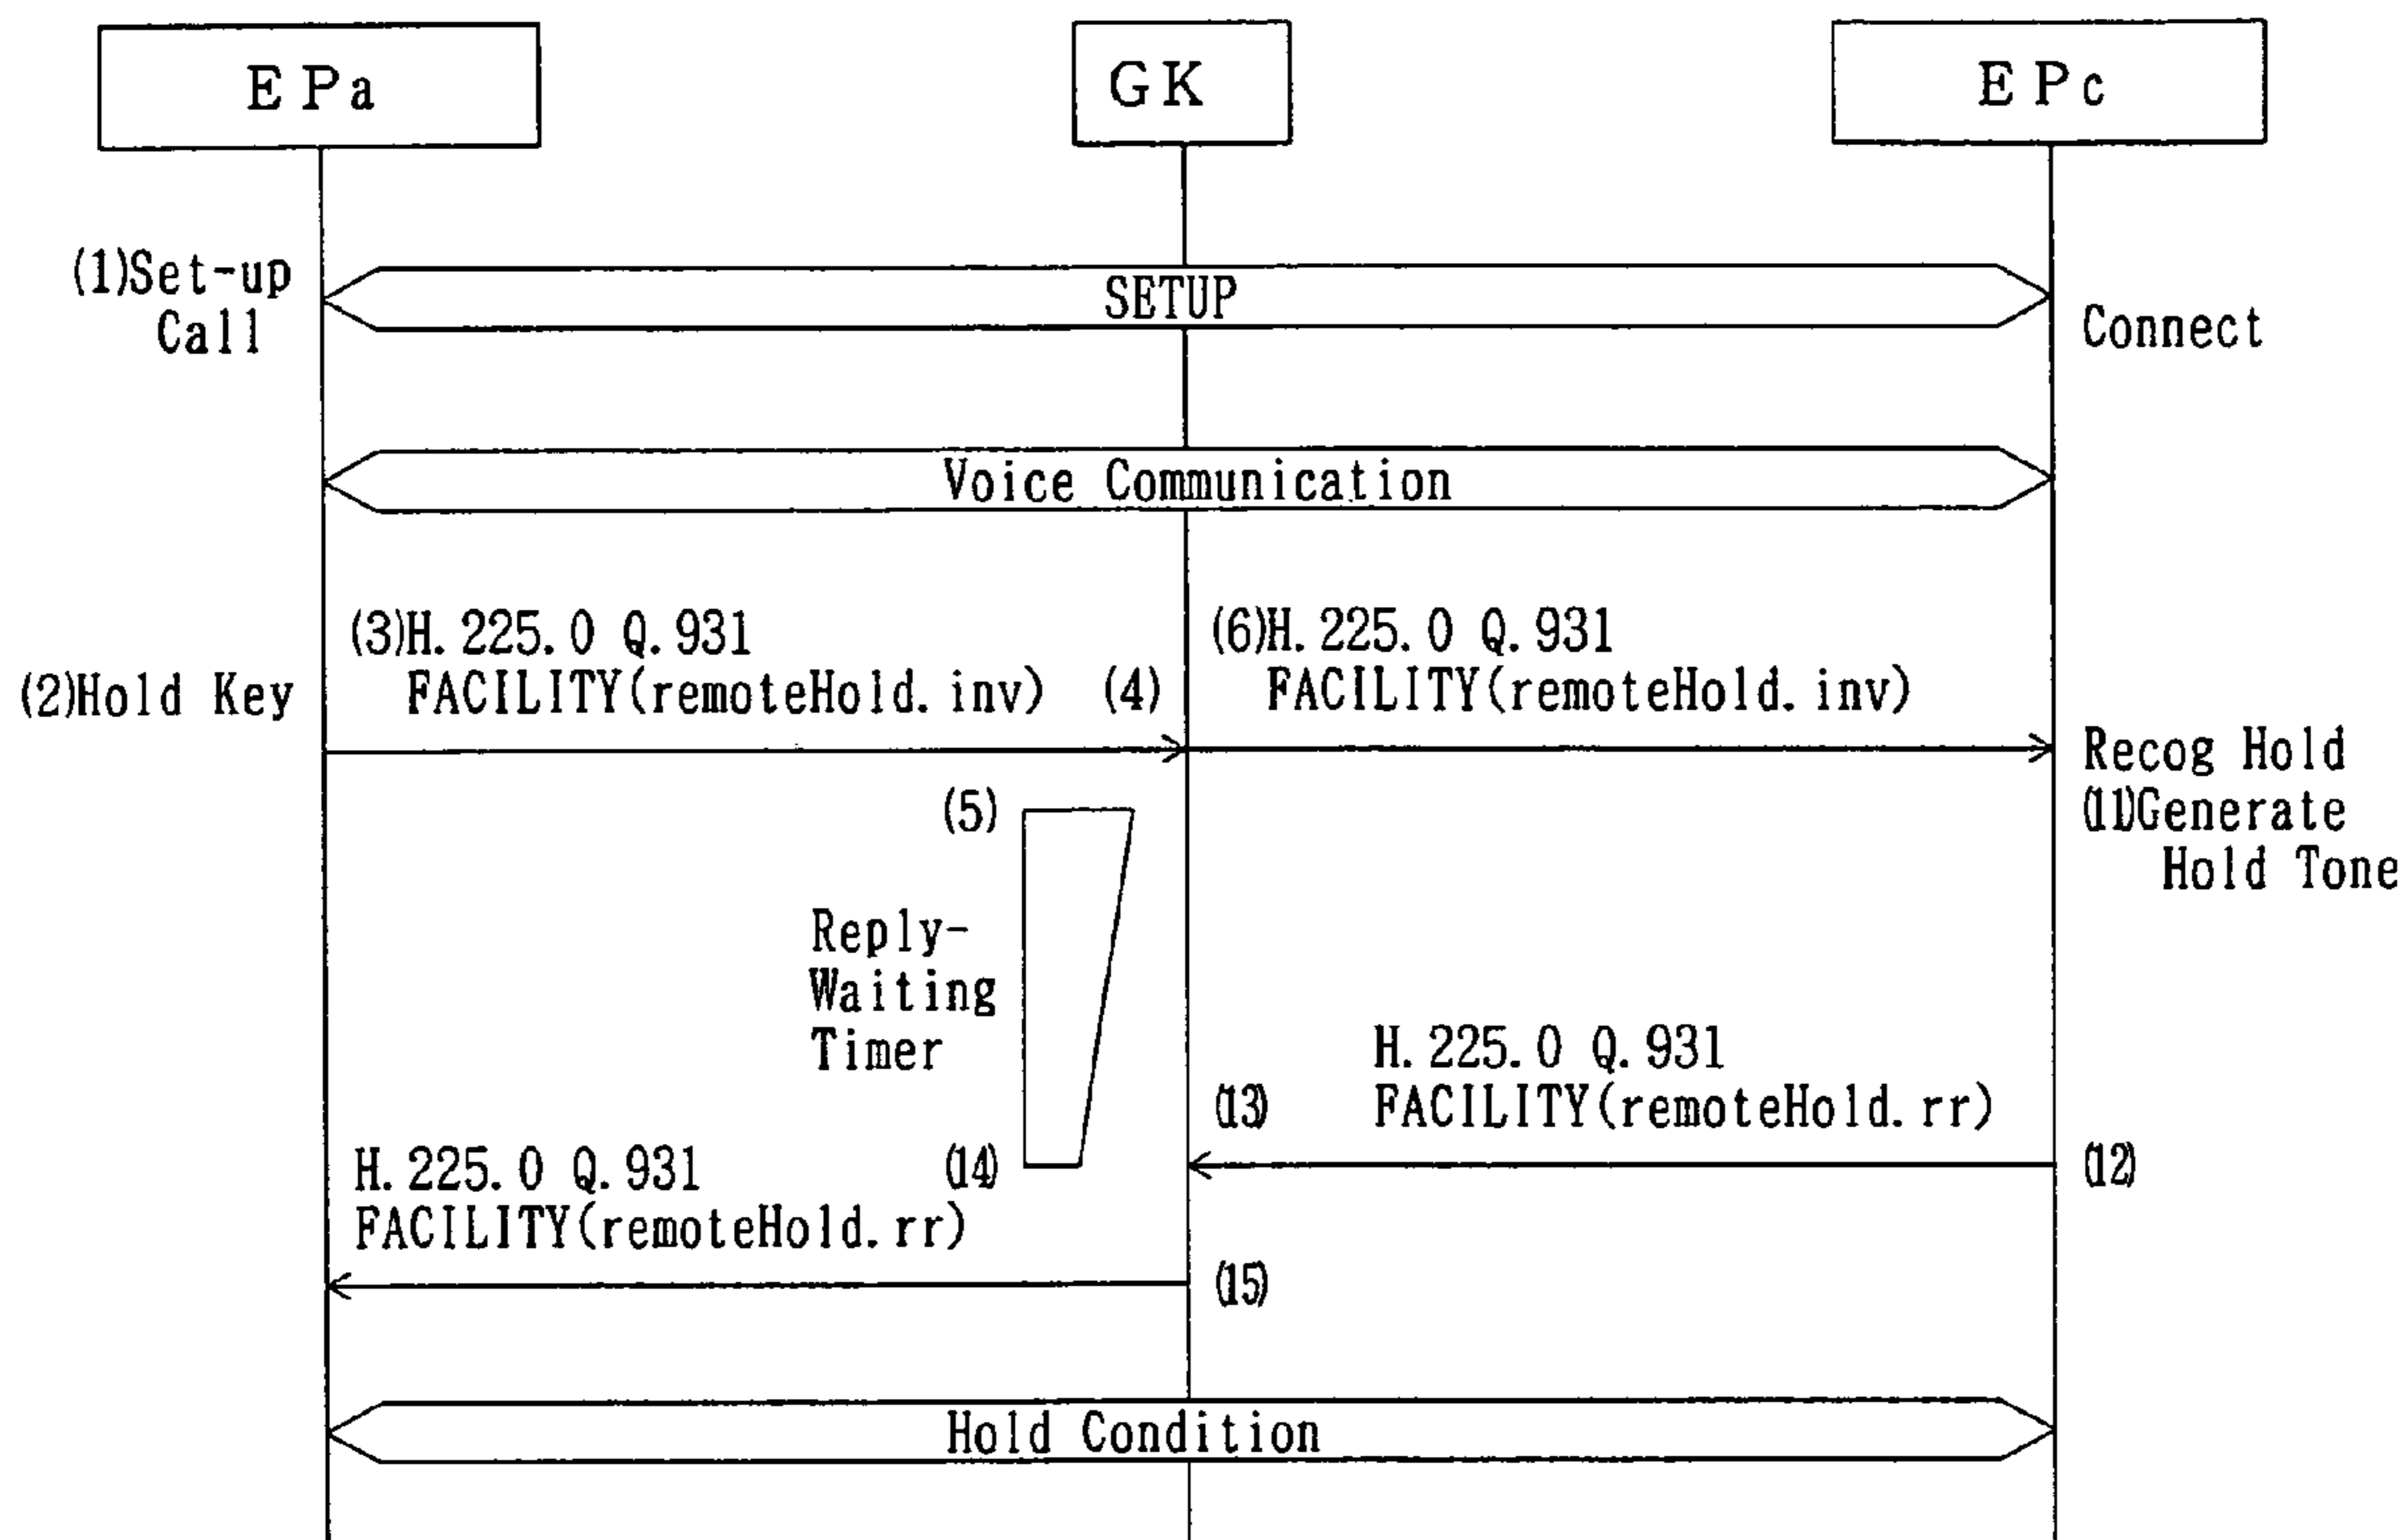 EPa
GK
EPc
(1)Set-up
Call
SETUP
Connect
Voice Communication
(3)H.225.0 Q.931
FACILITY(remoteHold.inv)
(2)Hold Key
(4)
(6)H.225.0 Q.931
FACILITY(remoteHold.inv)
Recog Hold
(11)Generate
Hold Tone
(5)
Reply-
Waiting
Timer
H.225.0 Q.931
FACILITY(remoteHold.rr)
(13)
(12)
(14)
H.225.0 Q.931
FACILITY(remoteHold.rr)
(15)
Hold Condition